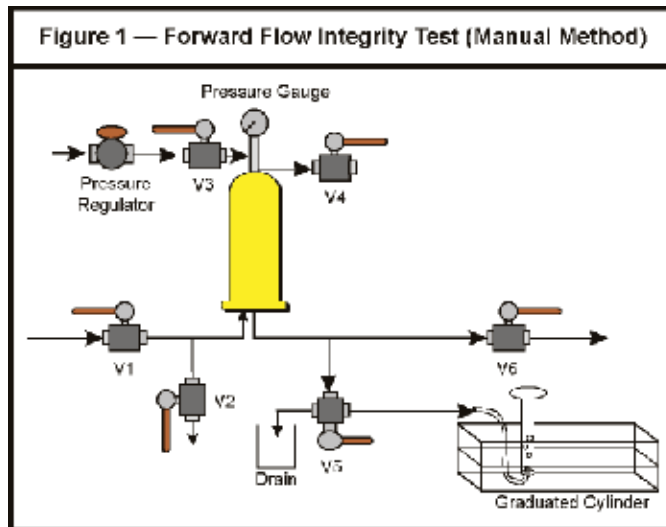 Figure 1 — Forward Flow Integrity Test (Manual Method)
Pressure Gauge
Pressure
Regulator
V3
V4
V1
V6
V2
V5
Drain
Graduated Cylinder